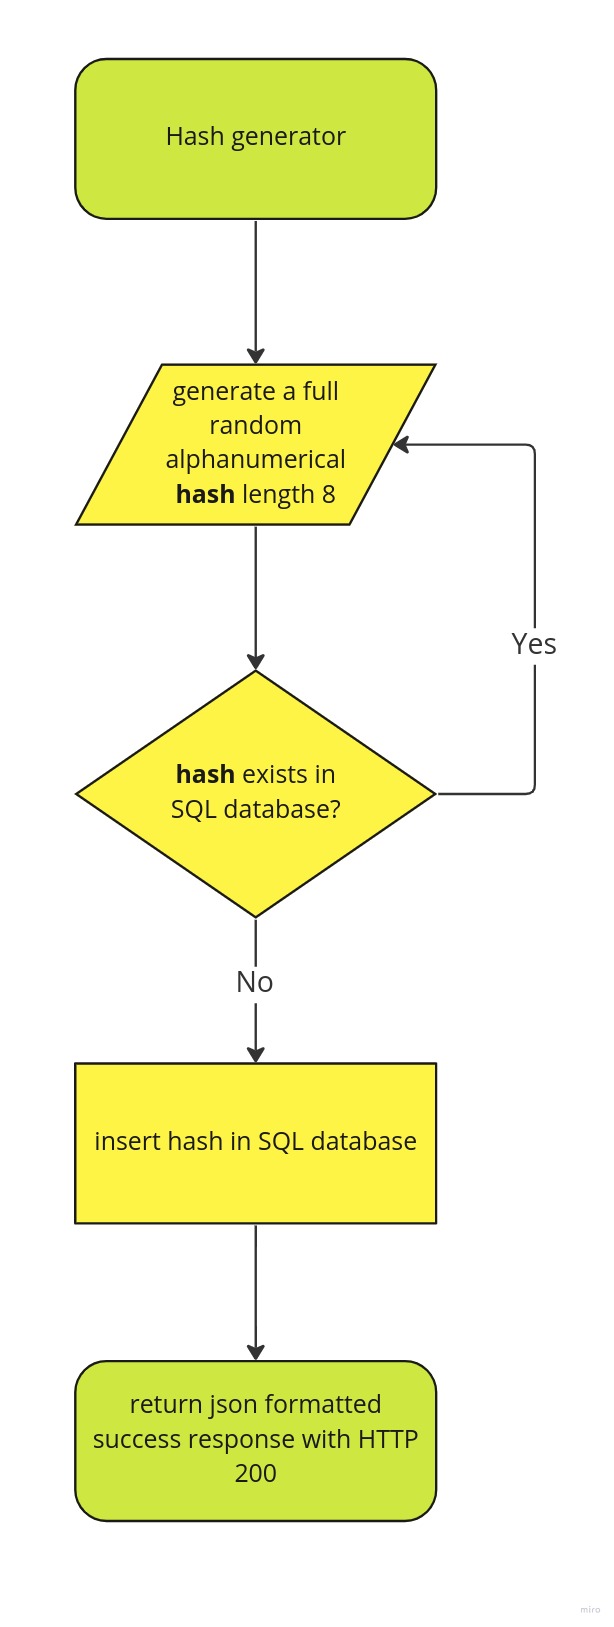 Hash generator
generate a full
random
alphanumerical
hash length 8
Yes
hash exists in
SQL database?
No
insert hash in SQL database
return json formatted
success response with HTTP
200
miro